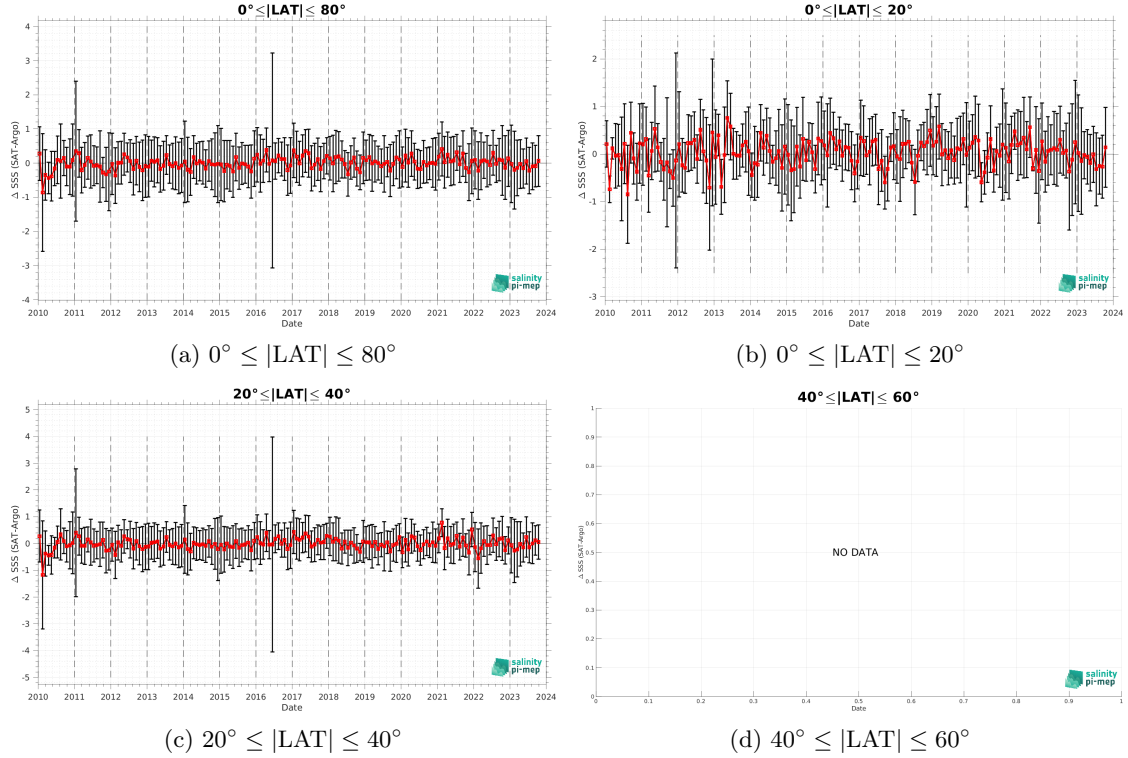 0°≤|LAT|≤ 80°
Δ SSS (SAT-Argo)
4
3
2
1
0
-1
-2
-3
-4
2010 2011 2012 2013 2014 2015 2016 2017 2018 2019 2020 2021 2022 2023 2024
Date
salinity
pi-mep
(a) 0° ≤ |LAT| ≤ 80°
0°≤|LAT|≤ 20°
Δ SSS (SAT-Argo)
2
1
0
-1
-2
-3
2010 2011 2012 2013 2014 2015 2016 2017 2018 2019 2020 2021 2022 2023 2024
Date
salinity
pi-mep
(b) 0° ≤ |LAT| ≤ 20°
20°≤|LAT|≤ 40°
Δ SSS (SAT-Argo)
5
4
3
2
1
0
-1
-2
-3
-4
-5
2010 2011 2012 2013 2014 2015 2016 2017 2018 2019 2020 2021 2022 2023 2024
Date
salinity
pi-mep
(c) 20° ≤ |LAT| ≤ 40°
40°≤|LAT|≤ 60°
Δ SSS (SAT-Argo)
1
0.9
0.8
0.7
0.6
0.5
0.4
0.3
0.2
0.1
0
NO DATA
0 0.1 0.2 0.3 0.4 0.5 0.6 0.7 0.8 0.9 1
Date
salinity
pi-mep
(d) 40° ≤ |LAT| ≤ 60°